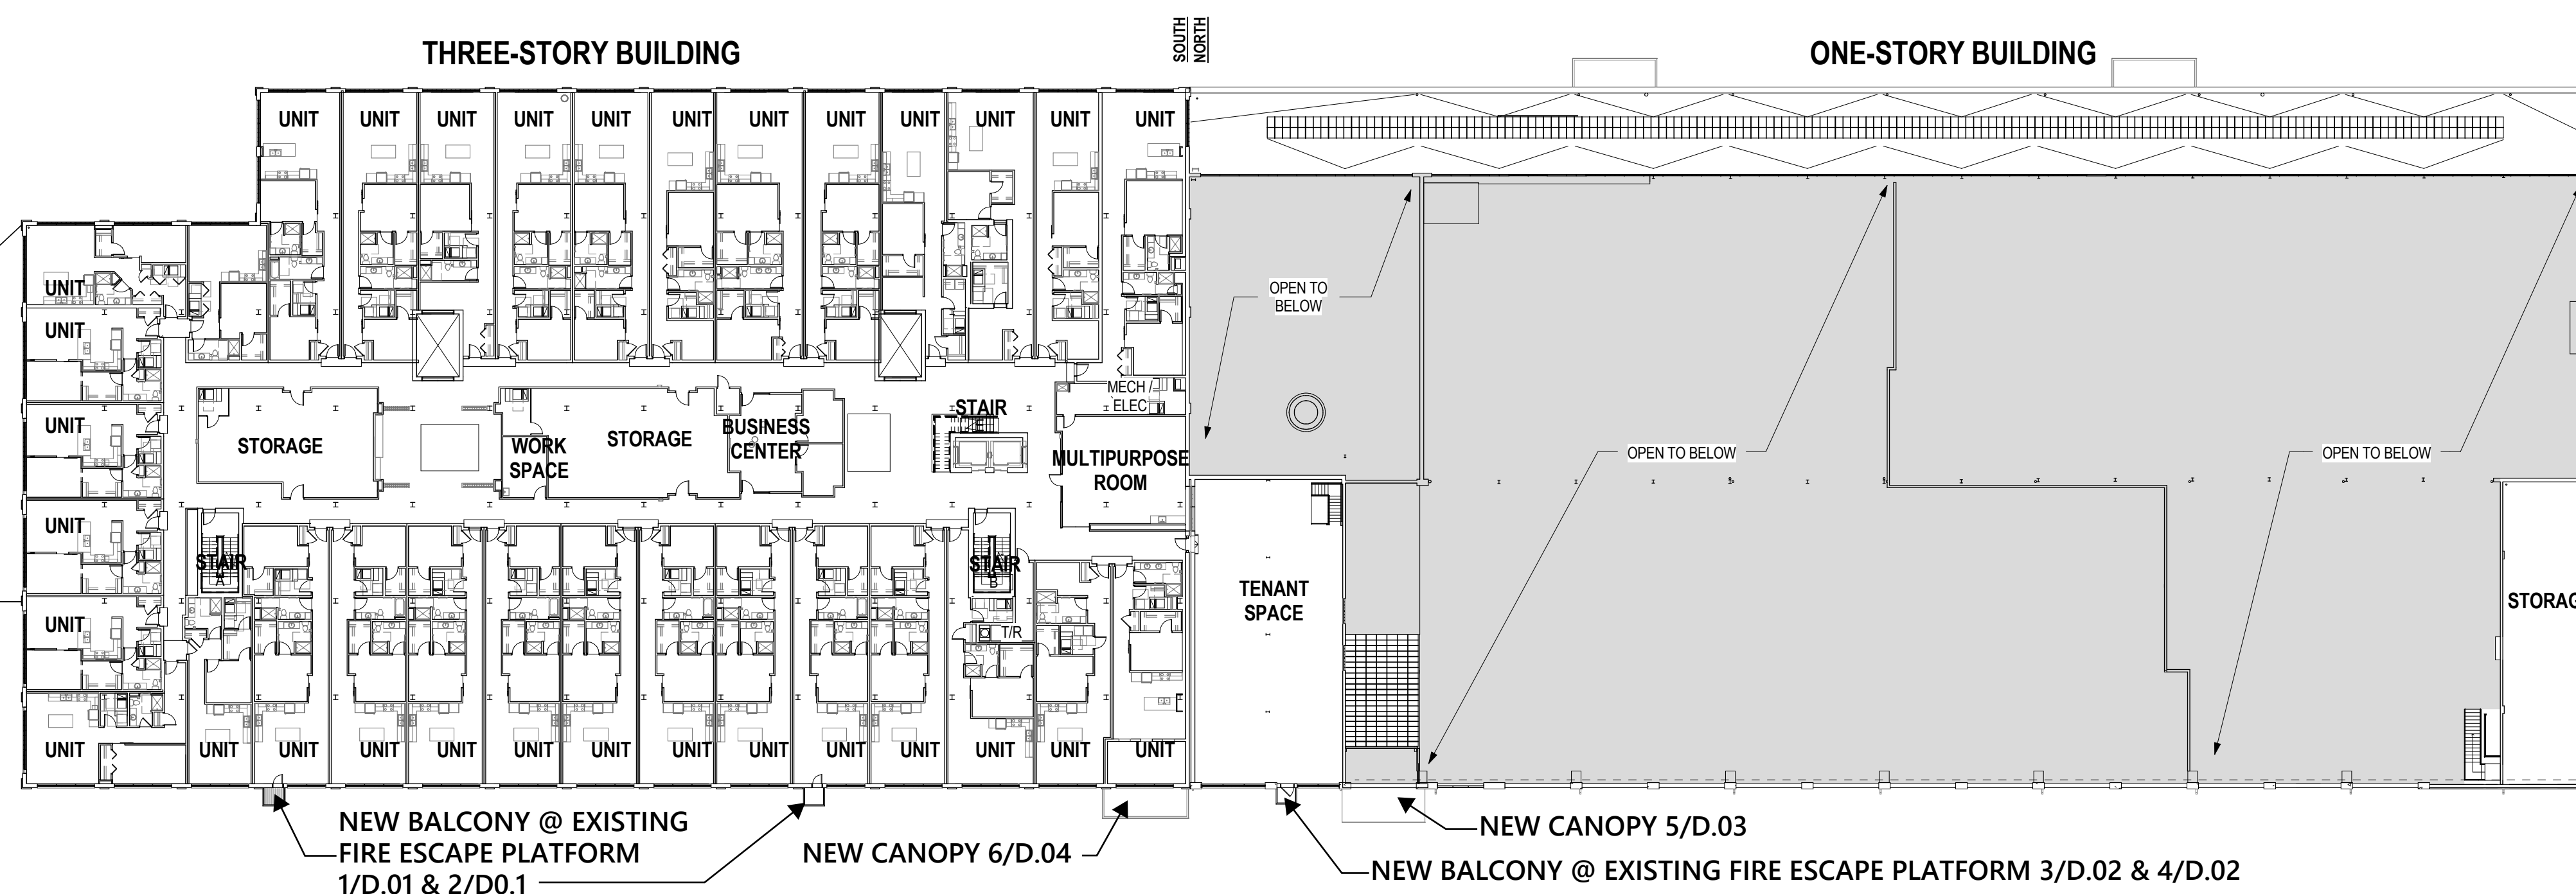 SOUTH
NORTH
THREE-STORY BUILDING
ONE-STORY BUILDING
UNIT UNIT UNIT UNIT UNIT UNIT UNIT UNIT UNIT UNIT UNIT UNIT
UNIT
OPEN TO
BELOW
UNIT
MECH /
ELEC
STAIR
UNIT
BUSINESS
CENTER
STORAGE
WORK
SPACE
STORAGE
MULTIPURPOSE
ROOM
OPEN TO BELOW
OPEN TO BELOW
UNIT
STAIR
A
STAIR
B
TENANT
SPACE
UNIT
T/R
UNIT UNIT UNIT UNIT UNIT UNIT UNIT UNIT UNIT UNIT UNIT UNIT UNIT UNIT
NEW BALCONY @ EXISTING
FIRE ESCAPE PLATFORM
1/D.01 & 2/D0.1
NEW CANOPY 6/D.04
NEW CANOPY 5/D.03
NEW BALCONY @ EXISTING FIRE ESCAPE PLATFORM 3/D.02 & 4/D.02